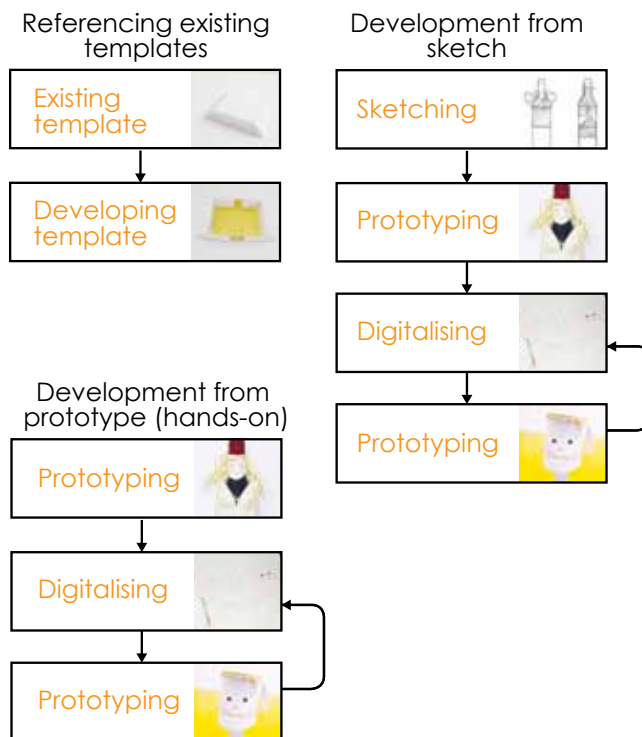 Referencing existing
templates
Existing
template
Developing
template
Development from
sketch
Sketching
Prototyping
Digitalising
Prototyping
Development from
prototype (hands-on)
Prototyping
Digitalising
Prototyping